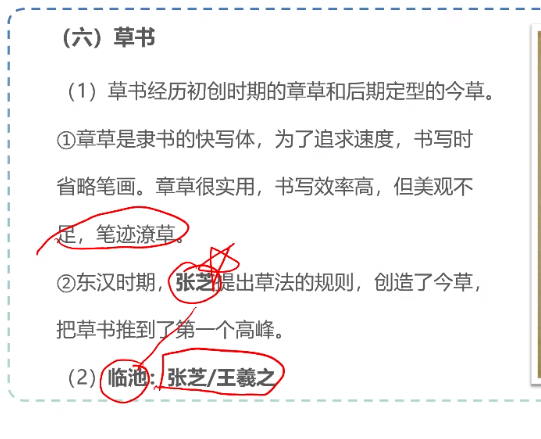 （六）草书
（1）草书经历初创时期的章草和后期定型的今草。
①章草是隶书的快写体，为了追求速度，书写时
省略笔画。章草很实用，书写效率高，但美观不
足，笔迹潦草。
②东汉时期，张芝提出草法的规则，创造了今草，
把草书推到了第一个高峰。
（2）临池：张芝/王羲之